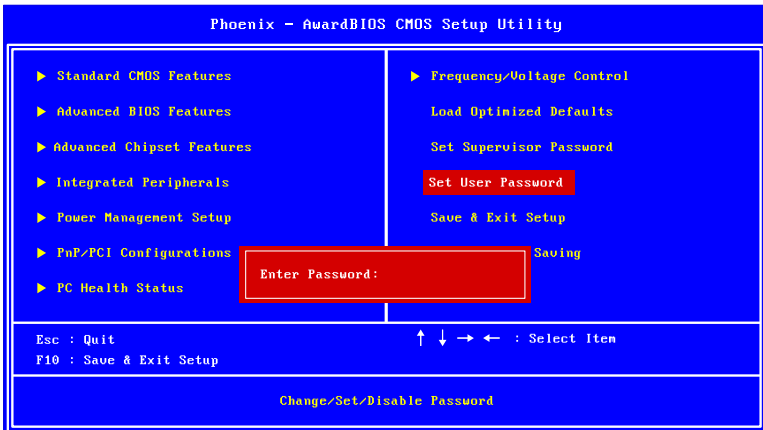 Phoenix – AwardBIOS CMOS Setup Utility
Standard CMOS Features
Advanced BIOS Features
Advanced Chipset Features
Integrated Peripherals
Power Management Setup
PnP/PCI Configurations
PC Health Status
Frequency/Voltage Control
Load Optimized Defaults
Set Supervisor Password
Set User Password
Save & Exit Setup
Saving
Enter Password:
Esc : Quit
F10 : Save & Exit Setup
↑ ↓ → ← : Select Item
Change/Set/Disable Password